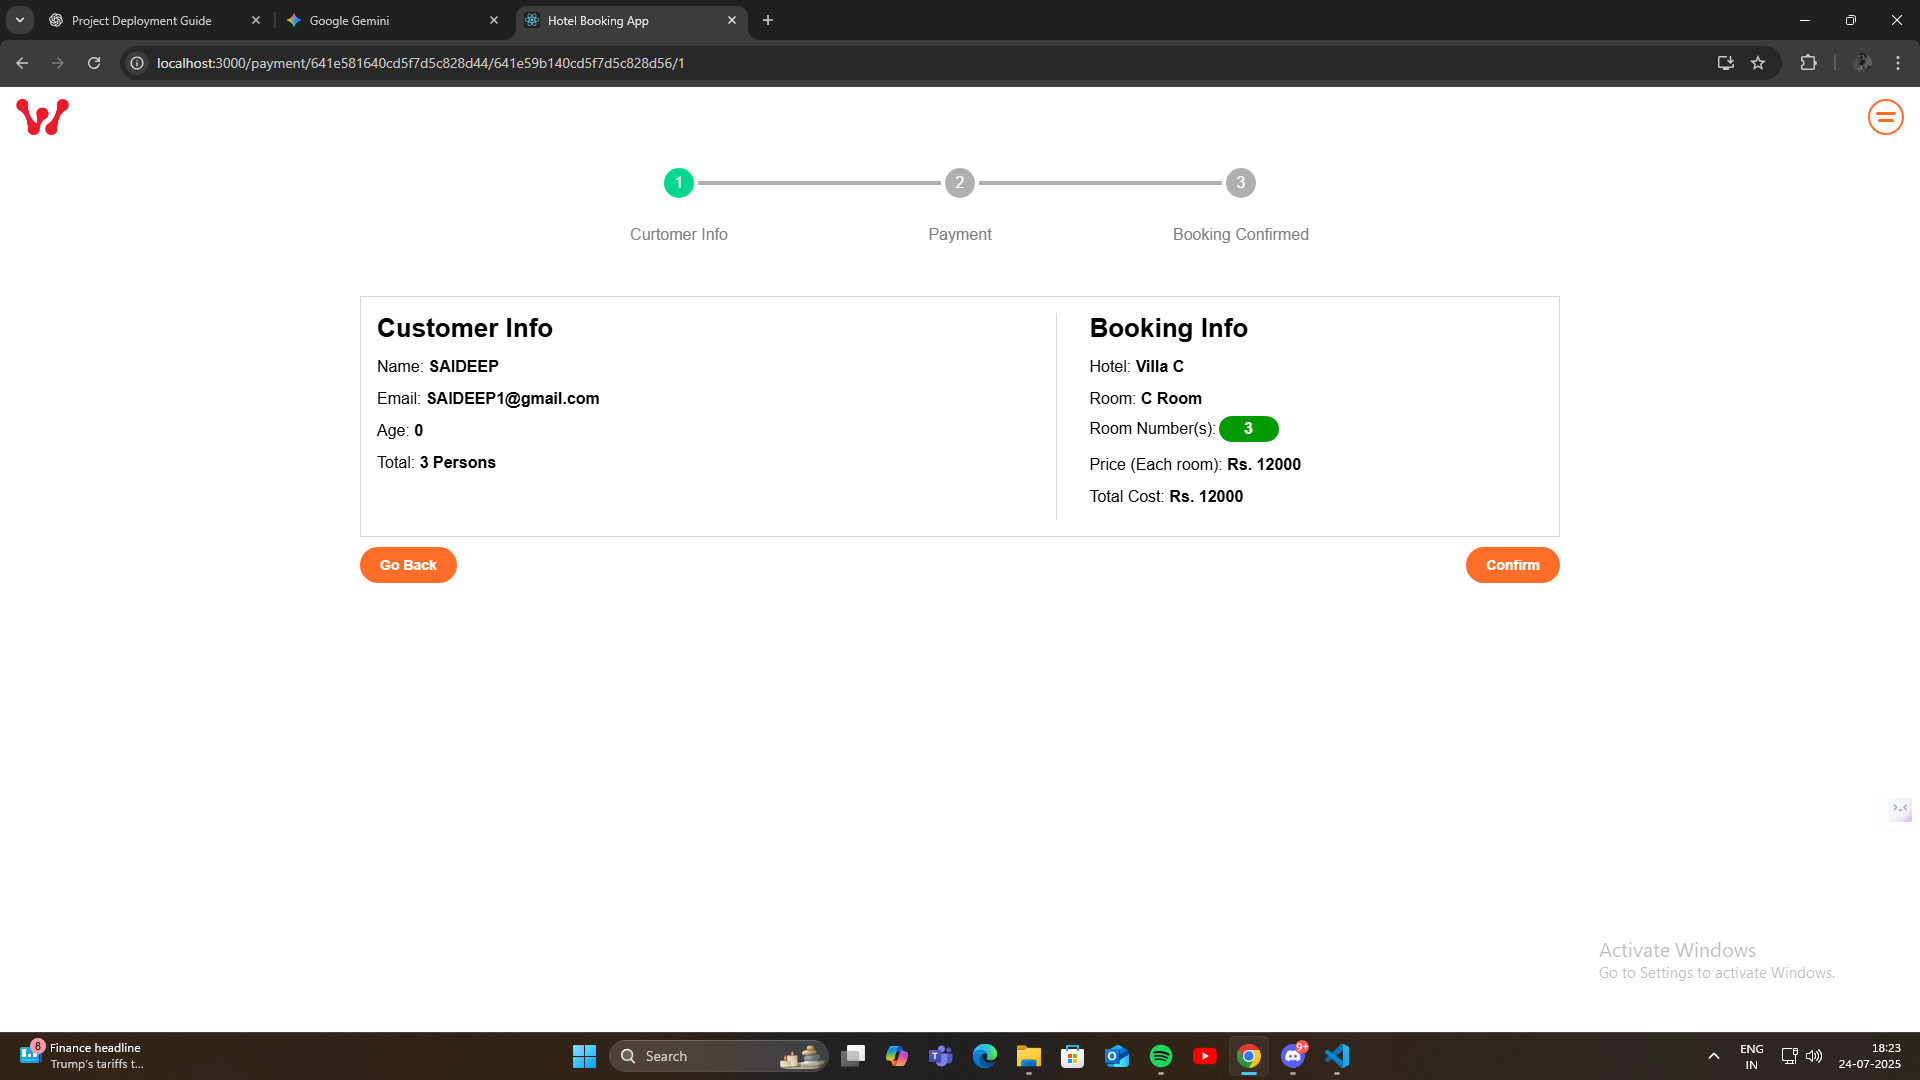 Project Deployment Guide
Google Gemini
Hotel Booking App
localhost:3000/payment/641e581640cd5f7d5c828d44/641e59b140cd5f7d5c828d56/1
1
2
3
Curtomer Info
Payment
Booking Confirmed
Customer Info
Name: SAIDEEP
Email: SAIDEEP1@gmail.com
Age: 0
Total: 3 Persons
Booking Info
Hotel: Villa C
Room: C Room
Room Number(s): 3
Price (Each room): Rs. 12000
Total Cost: Rs. 12000
Go Back
Confirm
Activate Windows
Go to Settings to activate Windows.
8
Finance headline
Trump's tariffs t...
Search
9+
ENG
IN
18:23
24-07-2025